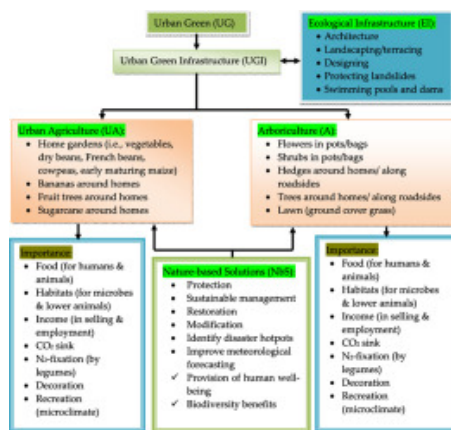 Urban Green (UG)
Urban Green Infrastructure (UGI)
Ecological Infrastructure (EI):
• Architecture
• Landscaping/terracing
• Designing
• Protecting landslides
• Swimming pools and dams
Urban Agriculture (UA):
• Home gardens (i.e., vegetables,
dry beans, French beans,
cowpeas, early maturing maize)
• Bananas around homes
• Fruit trees around homes
• Sugarcane around homes
Arboriculture (A):
• Flowers in pots/bags
• Shrubs in pots/bags
• Hedges around homes/ along
roadsides
• Trees around homes/ along roadsides
• Lawn (ground cover grass)
Importance:
• Food (for humans &
animals)
• Habitats (for microbes
& lower animals)
• Income (in selling &
employment)
• CO₂ sink
• N₂-fixation (by
legumes)
• Decoration
• Recreation
(microclimate)
Nature-based Solutions (NbS):
• Protection
• Sustainable management
• Restoration
• Modification
• Identify disaster hotpots
• Improve meteorological
forecasting
✓ Provision of human well-
being
✓ Biodiversity benefits
Importance:
• Food (for humans &
animals)
• Habitats (for microbes
& lower animals)
• Income (in selling &
employment)
• CO₂ sink
• N₂-fixation (by
legumes)
• Decoration
• Recreation
(microclimate)